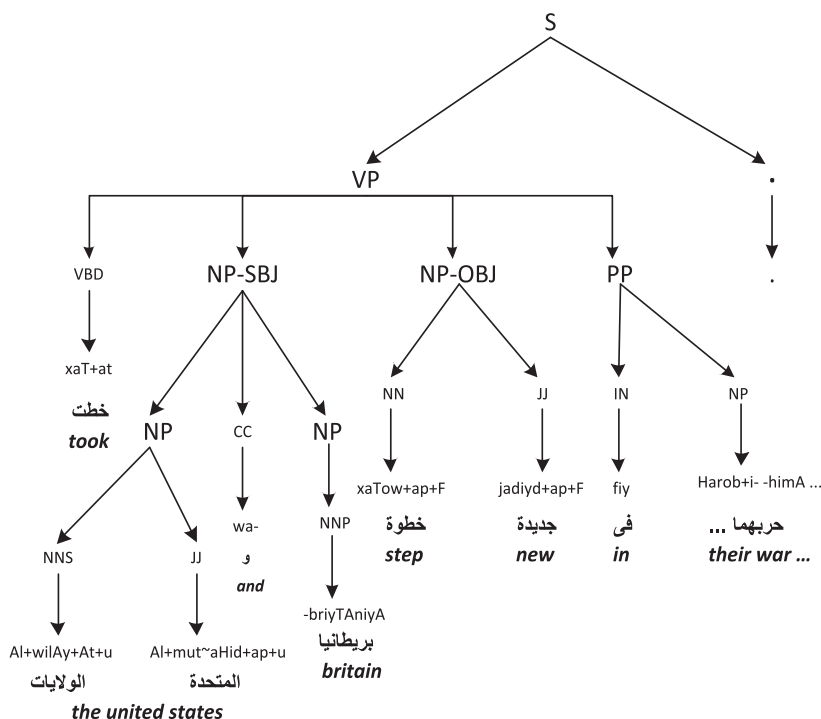 S
VP .
VBD NP-SBJ NP-OBJ PP .
xaT+at
خطت
took
NN JJ IN NP
NP CC NP
xaTow+ap+F jadiyd+ap+F fiy Harob+i- -himA ...
خطوة جديدة فى حربهما ...
step new in their war ...
wa- NNP
و
and
NNS JJ
-briyTAniyA
بريطانيا
britain
Al+wilAy+At+u Al+mut~aHid+ap+u
الولايات المتحدة
the united states